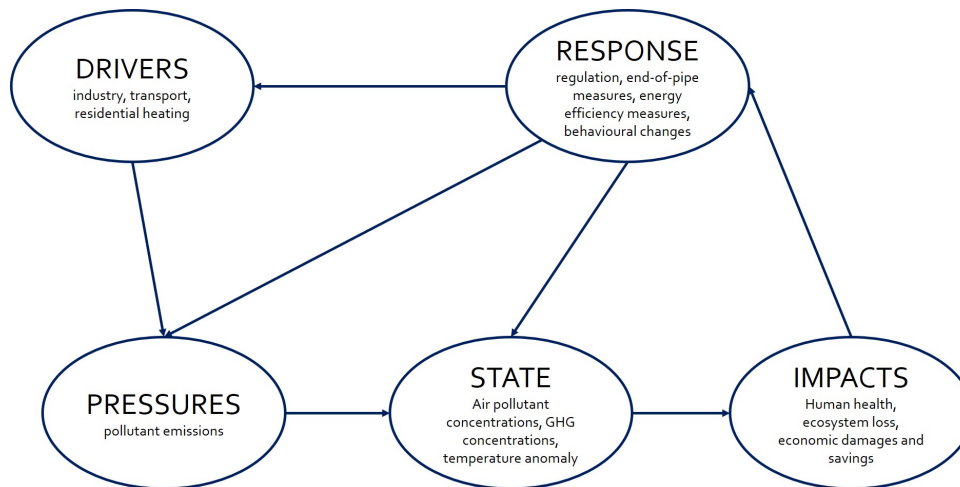 DRIVERS
industry, transport,
residential heating
RESPONSE
regulation, end-of-pipe
measures, energy
efficiency measures,
behavioural changes
PRESSURES
pollutant emissions
STATE
Air pollutant
concentrations, GHG
concentrations,
temperature anomaly
IMPACTS
Human health,
ecosystem loss,
economic damages and
savings